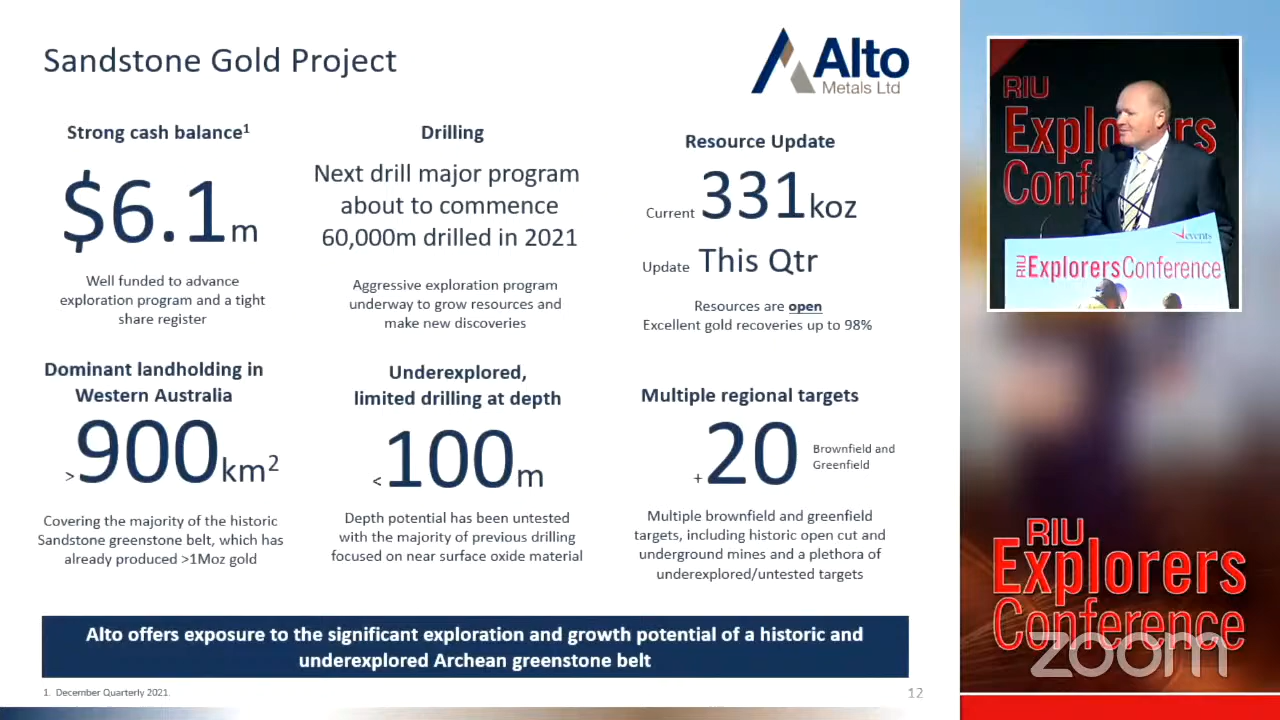 Sandstone Gold Project
Alto
Metals Ltd
Strong cash balance¹
$6.1m
Well funded to advance
exploration program and a tight
share register
Drilling
Next drill major program
about to commence
60,000m drilled in 2021
Aggressive exploration program
underway to grow resources and
make new discoveries
Resource Update
Current 331koz
Update This Qtr
Resources are open
Excellent gold recoveries up to 98%
Dominant landholding in
Western Australia
>900km²
Covering the majority of the historic
Sandstone greenstone belt, which has
already produced >1Moz gold
Underexplored,
limited drilling at depth
<100m
Depth potential has been untested
with the majority of previous drilling
focused on near surface oxide material
Multiple regional targets
+20
Brownfield and
Greenfield
Multiple brownfield and greenfield
targets, including historic open cut and
underground mines and a plethora of
underexplored/untested targets
Alto offers exposure to the significant exploration and growth potential of a historic and
underexplored Archean greenstone belt
1. December Quarterly 2021.
12
RIU
Explorers
Conf
events
RIU ExplorersConference
RIU
Explorers
Conference
zoom